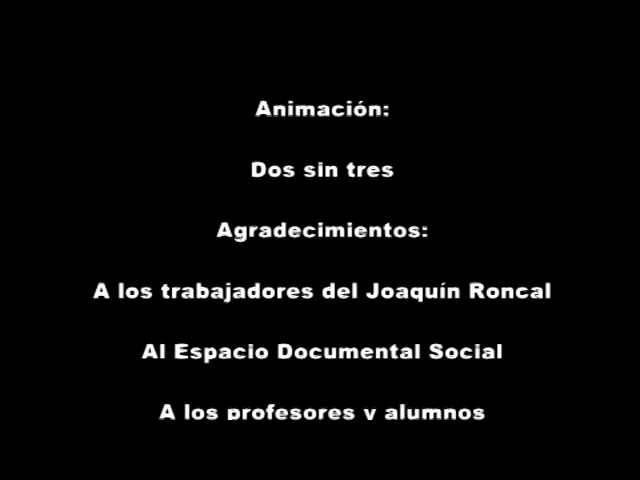 Animación:
Dos sin tres
Agradecimientos:
A los trabajadores del Joaquín Roncal
Al Espacio Documental Social
A los profesores y alumnos